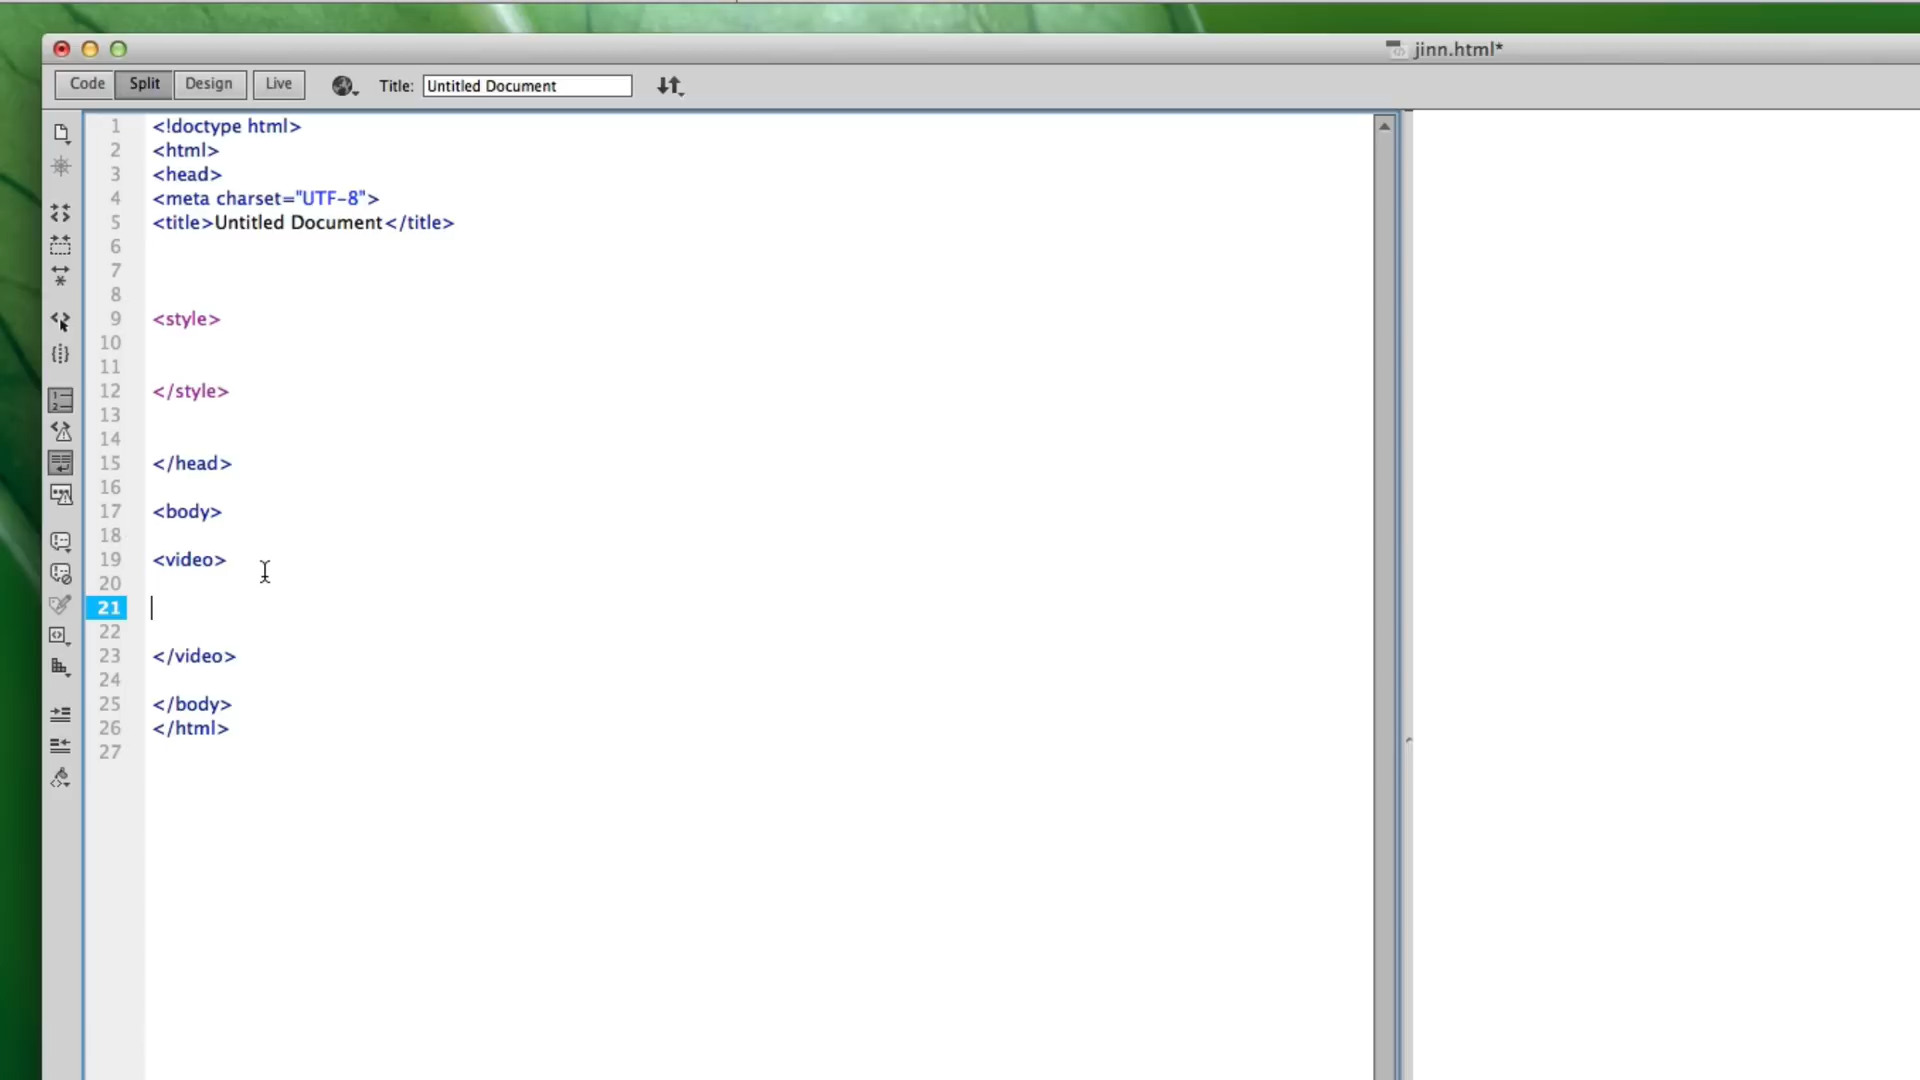 jinn.html*
Code Split Design Live Title: Untitled Document
1 <!doctype html>
2 <html>
3 <head>
4 <meta charset="UTF-8">
5 <title>Untitled Document</title>
6
7
8
9 <style>
10
11
12 </style>
13
14
15 </head>
16
17 <body>
18
19 <video>
20
21
22
23 </video>
24
25 </body>
26 </html>
27